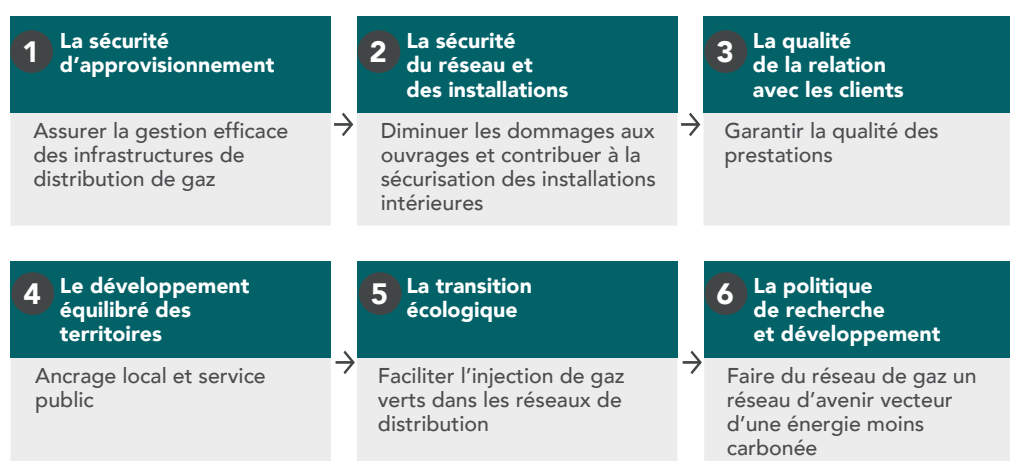 1
La sécurité
d'approvisionnement
Assurer la gestion efficace
des infrastructures de
distribution de gaz
2
La sécurité
du réseau et
des installations
Diminuer les dommages aux
ouvrages et contribuer à la
sécurisation des installations
intérieures
3
La qualité
de la relation
avec les clients
Garantir la qualité des
prestations
4
Le développement
équilibré des
territoires
Ancrage local et service
public
5
La transition
écologique
Faciliter l'injection de gaz
verts dans les réseaux de
distribution
6
La politique
de recherche
et développement
Faire du réseau de gaz un
réseau d'avenir vecteur
d'une énergie moins
carbonée